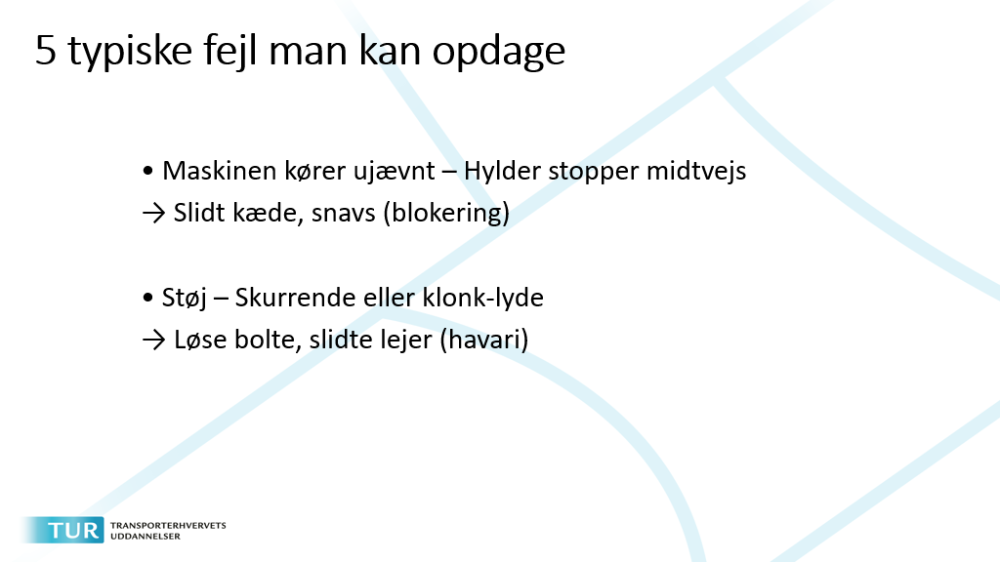 5 typiske fejl man kan opdage
• Maskinen kører ujævnt – Hylder stopper midtvejs
→ Slidt kæde, snavs (blokering)
• Støj – Skurrende eller klonk-lyde
→ Løse bolte, slidte lejer (havari)
TUR TRANSPORTERHVERVETS
UDDANNELSER